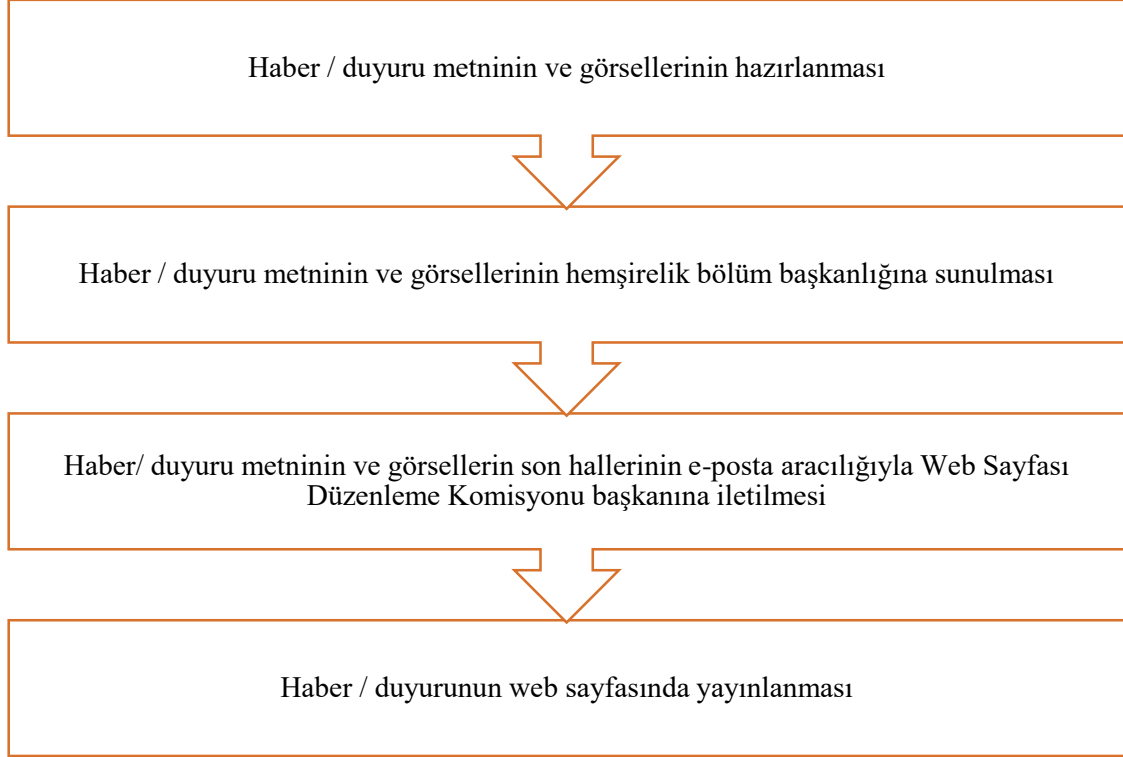 Haber / duyuru metninin ve görsellerinin hazırlanması
Haber / duyuru metninin ve görsellerinin hemşirelik bölüm başkanlığına sunulması
Haber/ duyuru metninin ve görsellerin son hallerinin e-posta aracılığıyla Web Sayfası
Düzenleme Komisyonu başkanına iletilmesi
Haber / duyurunun web sayfasında yayınlanması